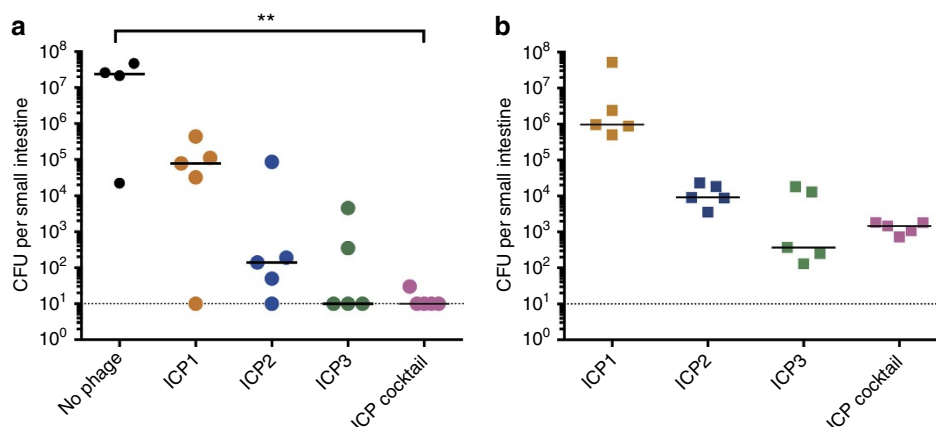 a
**
CFU per small intestine
10⁸
10⁷
10⁶
10⁵
10⁴
10³
10²
10¹
10⁰
No phage
ICP1
ICP2
ICP3
ICP cocktail
b
CFU per small intestine
10⁸
10⁷
10⁶
10⁵
10⁴
10³
10²
10¹
10⁰
ICP1
ICP2
ICP3
ICP cocktail